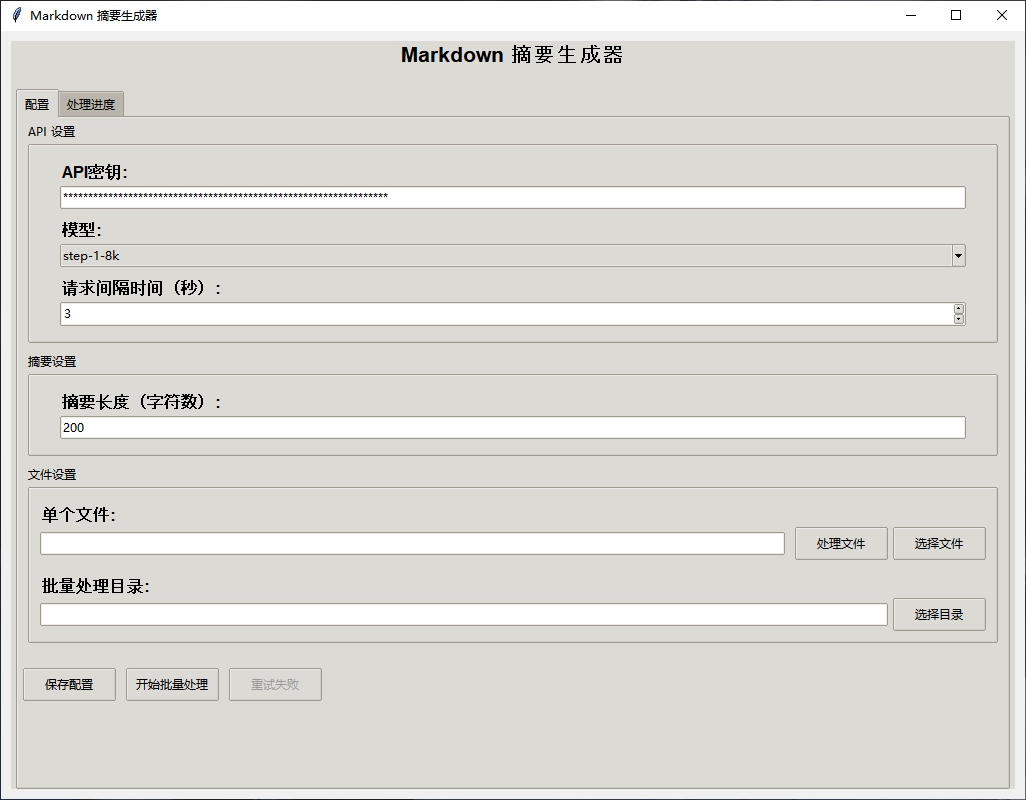 Markdown 摘要生成器
Markdown 摘要生成器
配置 处理进度
API 设置
API密钥:
*****************************************************************
模型:
step-1-8k
请求间隔时间（秒）:
3
摘要设置
摘要长度（字符数）:
200
文件设置
单个文件:
处理文件 选择文件
批量处理目录:
选择目录
保存配置 开始批量处理 重试失败